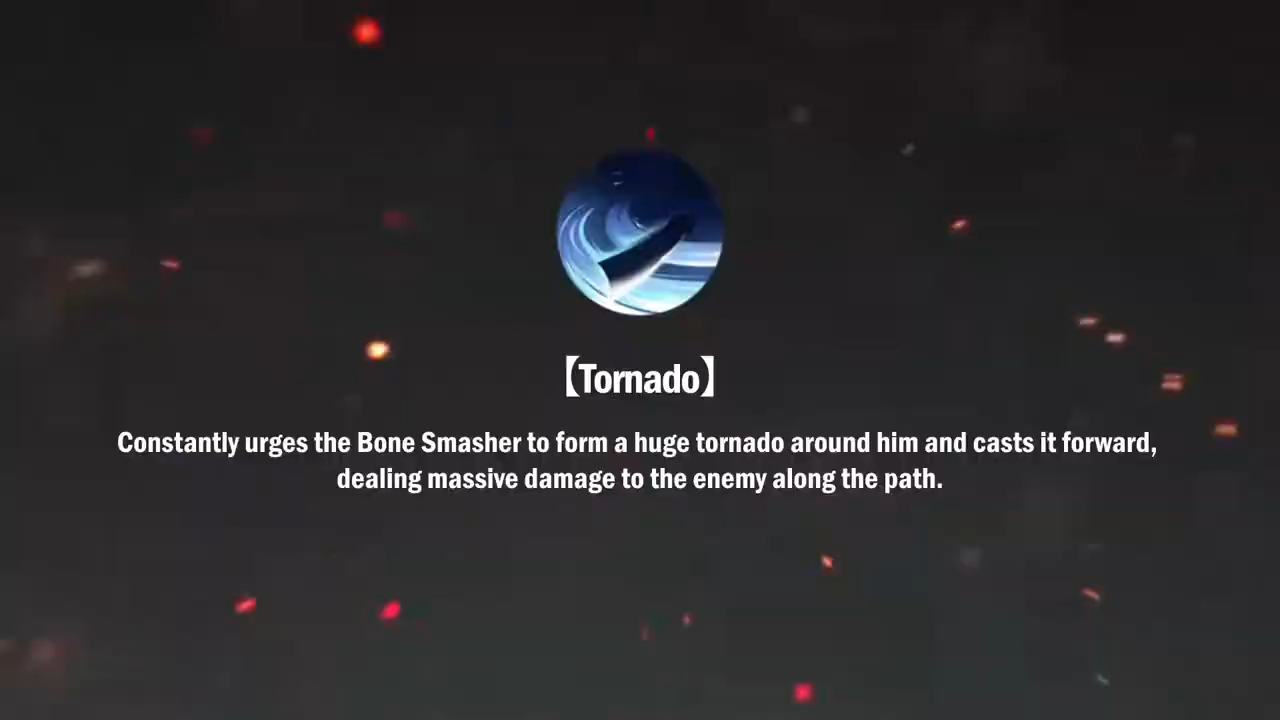 【Tornado】
Constantly urges the Bone Smasher to form a huge tornado around him and casts it forward,
dealing massive damage to the enemy along the path.